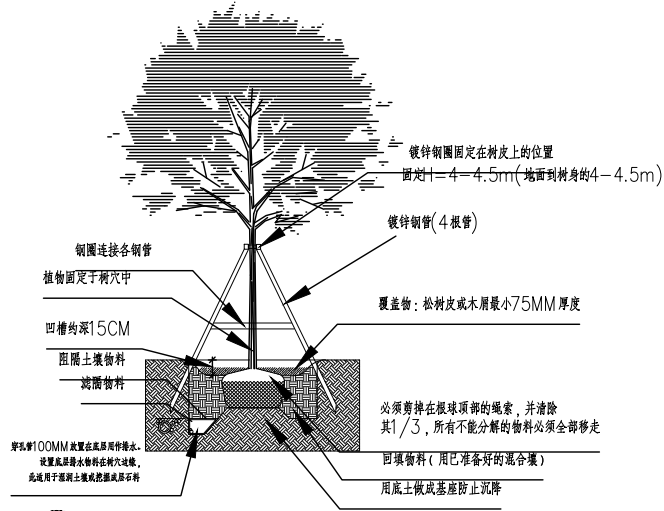 镀锌钢圈固定在树皮上的位置
固定H=4-4.5m(地面到树身的4-4.5m)
镀锌钢管(4根管)
钢圈连接各钢管
植物固定于树穴中
覆盖物：松树皮或木屑最小75MM厚度
凹槽约深15CM
阻隔土壤物料
滤隔物料
必须剪掉在根球顶部的绳索，并清除
其1/3，所有不能分解的物料必须全部移走
穿孔管100MM放置在底层用作排水。
设置底层排水物料在树穴边缘，
此适用于湿润土壤或挖掘成层石料
回填物料(用已准备好的混合壤)
用底土做成基座防止沉降